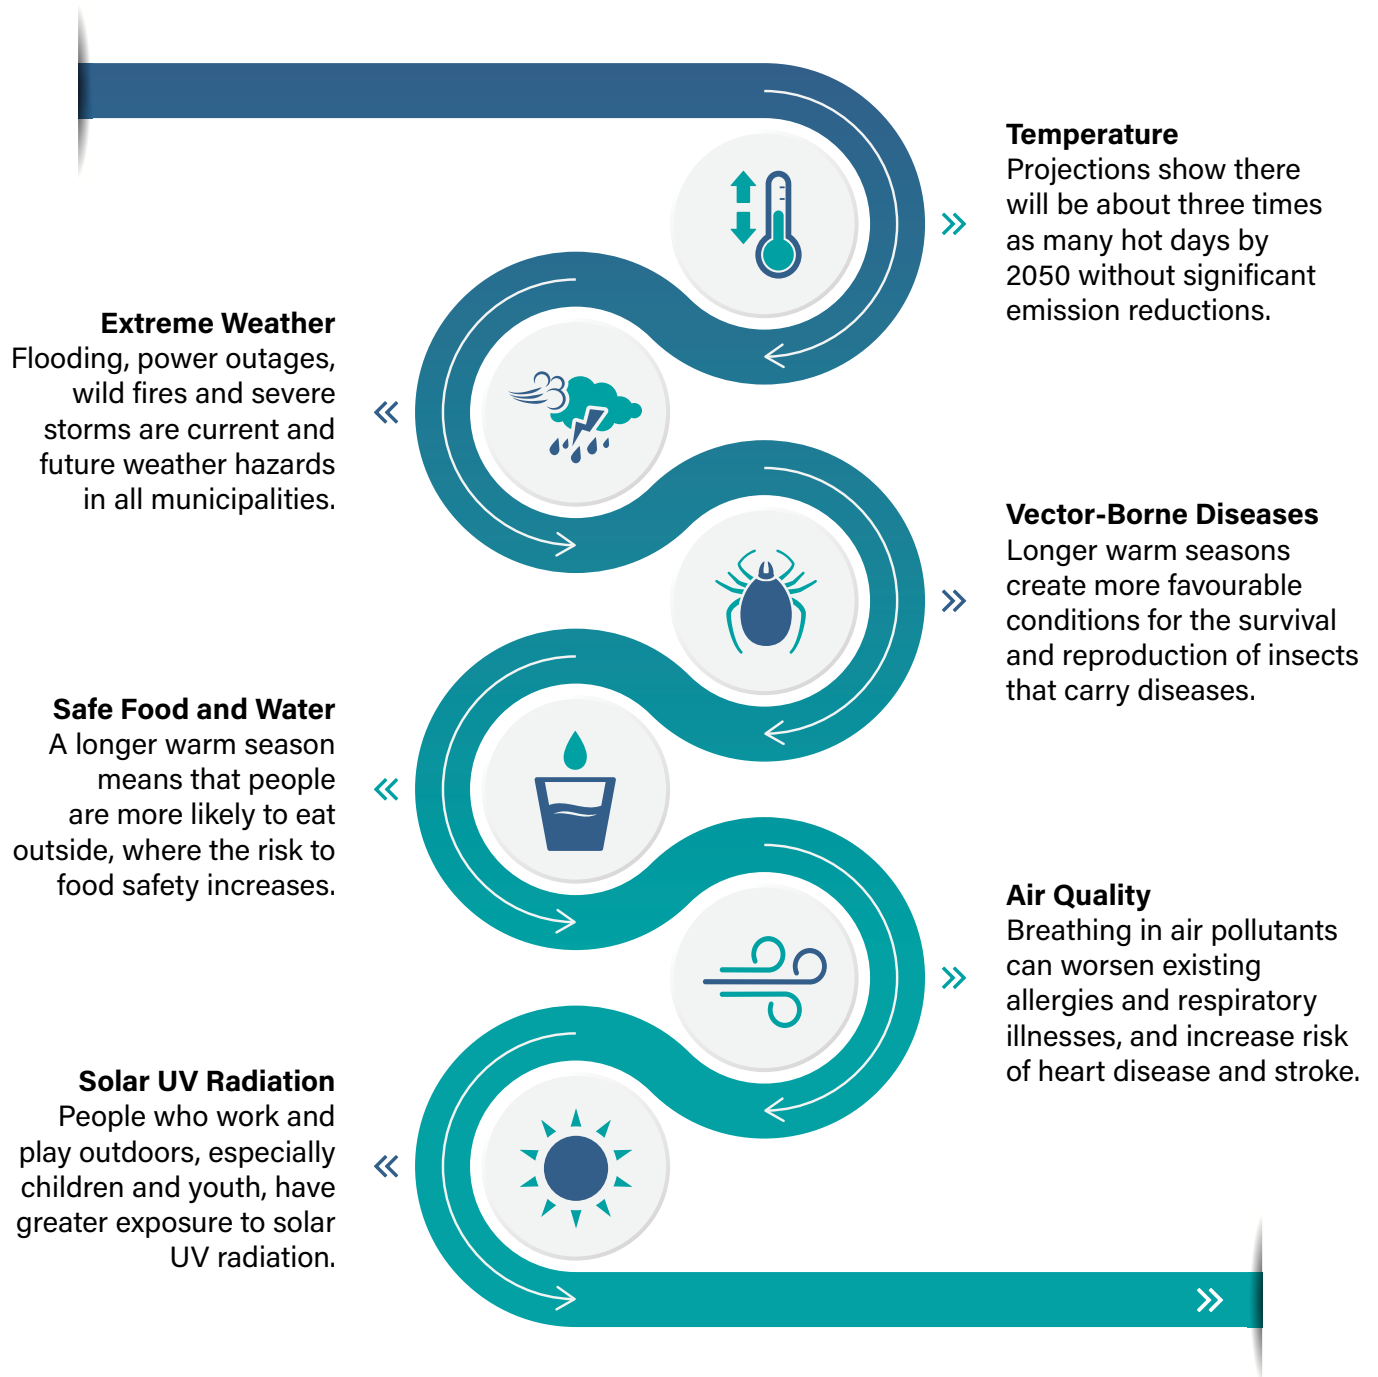 Temperature
Projections show there
will be about three times
as many hot days by
2050 without significant
emission reductions.
Extreme Weather
Flooding, power outages,
wild fires and severe
storms are current and
future weather hazards
in all municipalities.
Vector-Borne Diseases
Longer warm seasons
create more favourable
conditions for the survival
and reproduction of insects
that carry diseases.
Safe Food and Water
A longer warm season
means that people
are more likely to eat
outside, where the risk to
food safety increases.
Air Quality
Breathing in air pollutants
can worsen existing
allergies and respiratory
illnesses, and increase risk
of heart disease and stroke.
Solar UV Radiation
People who work and
play outdoors, especially
children and youth, have
greater exposure to solar
UV radiation.